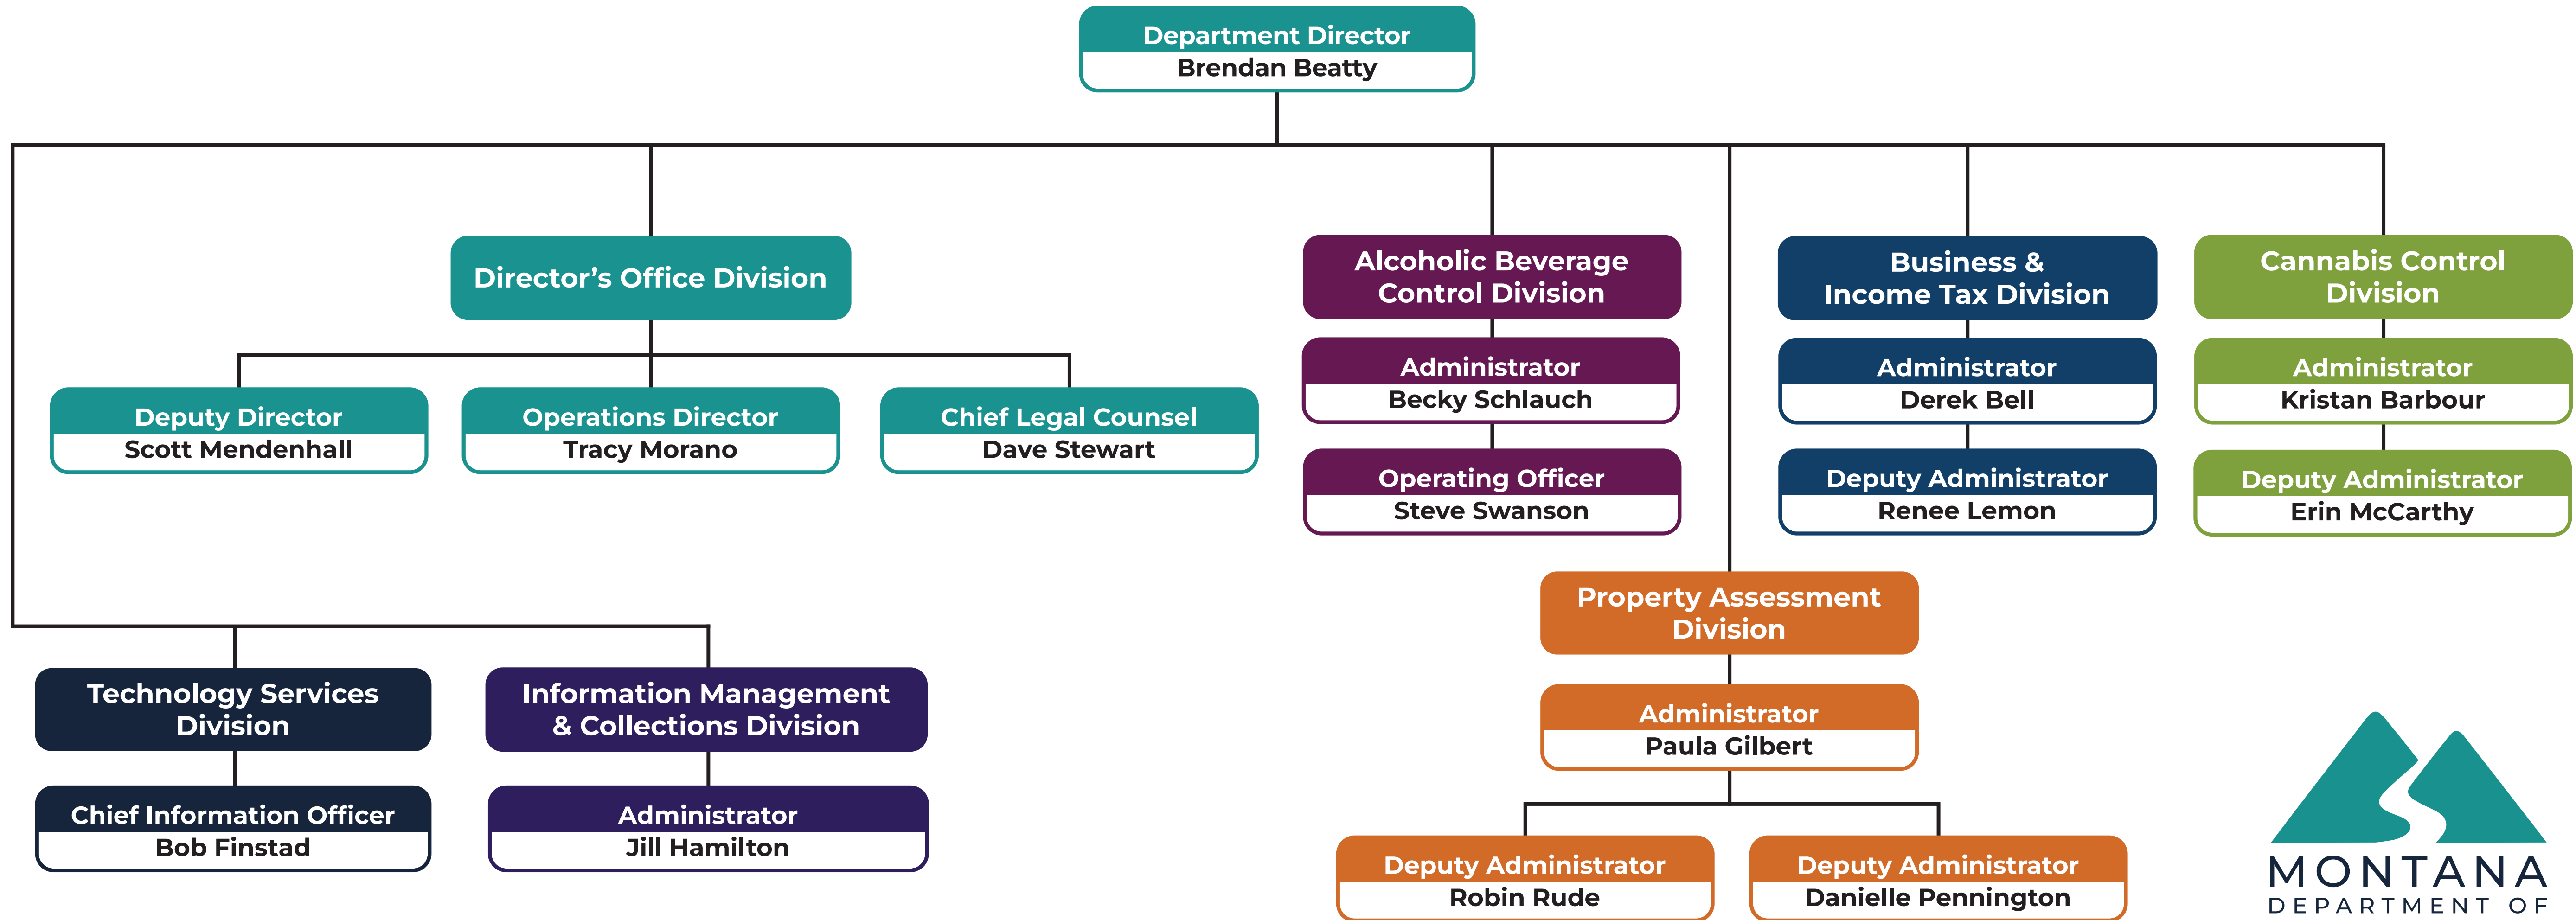 Department Director
Brendan Beatty
Director’s Office Division
Deputy Director
Scott Mendenhall
Operations Director
Tracy Morano
Chief Legal Counsel
Dave Stewart
Alcoholic Beverage
Control Division
Administrator
Becky Schlauch
Operating Officer
Steve Swanson
Business &
Income Tax Division
Administrator
Derek Bell
Deputy Administrator
Renee Lemon
Cannabis Control
Division
Administrator
Kristan Barbour
Deputy Administrator
Erin McCarthy
Technology Services
Division
Chief Information Officer
Bob Finstad
Information Management
& Collections Division
Administrator
Jill Hamilton
Property Assessment
Division
Administrator
Paula Gilbert
Deputy Administrator
Robin Rude
Deputy Administrator
Danielle Pennington
MONTANA
DEPARTMENT OF